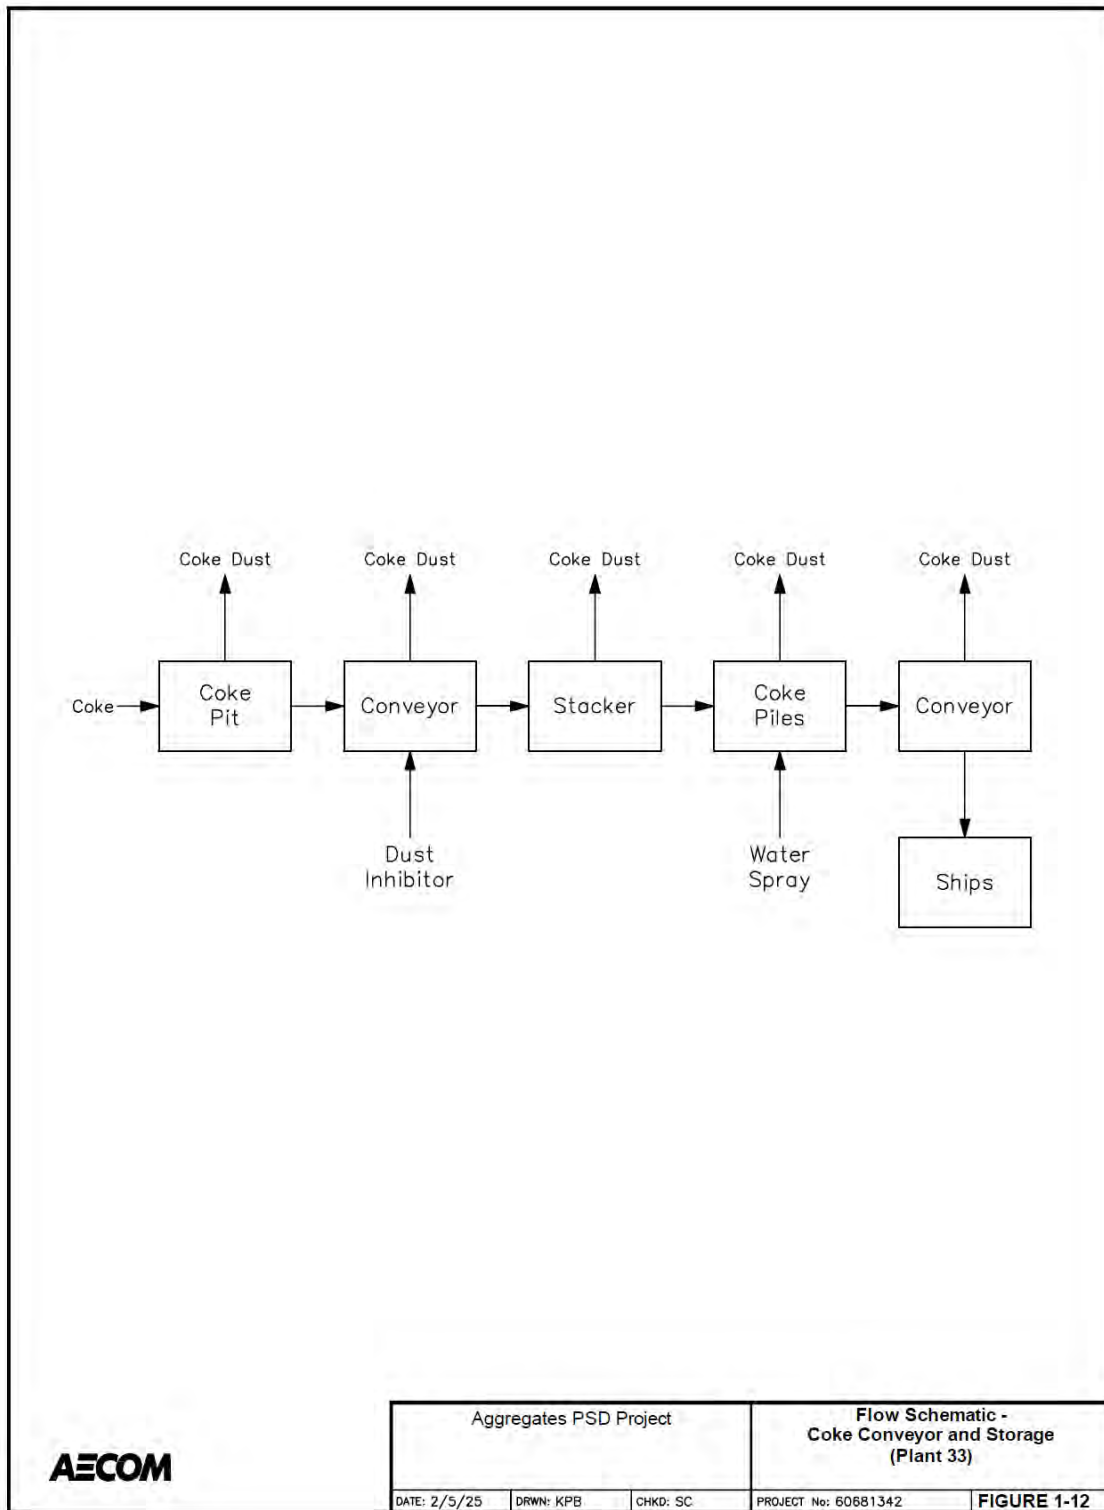 Coke Dust
Coke Dust
Coke Dust
Coke Dust
Coke Dust
Coke
Coke
Pit
Conveyor
Stacker
Coke
Piles
Conveyor
Dust
Inhibitor
Water
Spray
Ships
AECOM
Aggregates PSD Project
Flow Schematic -
Coke Conveyor and Storage
(Plant 33)
DATE: 2/5/25
DRWN: KPB
CHKD: SC
PROJECT No: 60681342
FIGURE 1-12